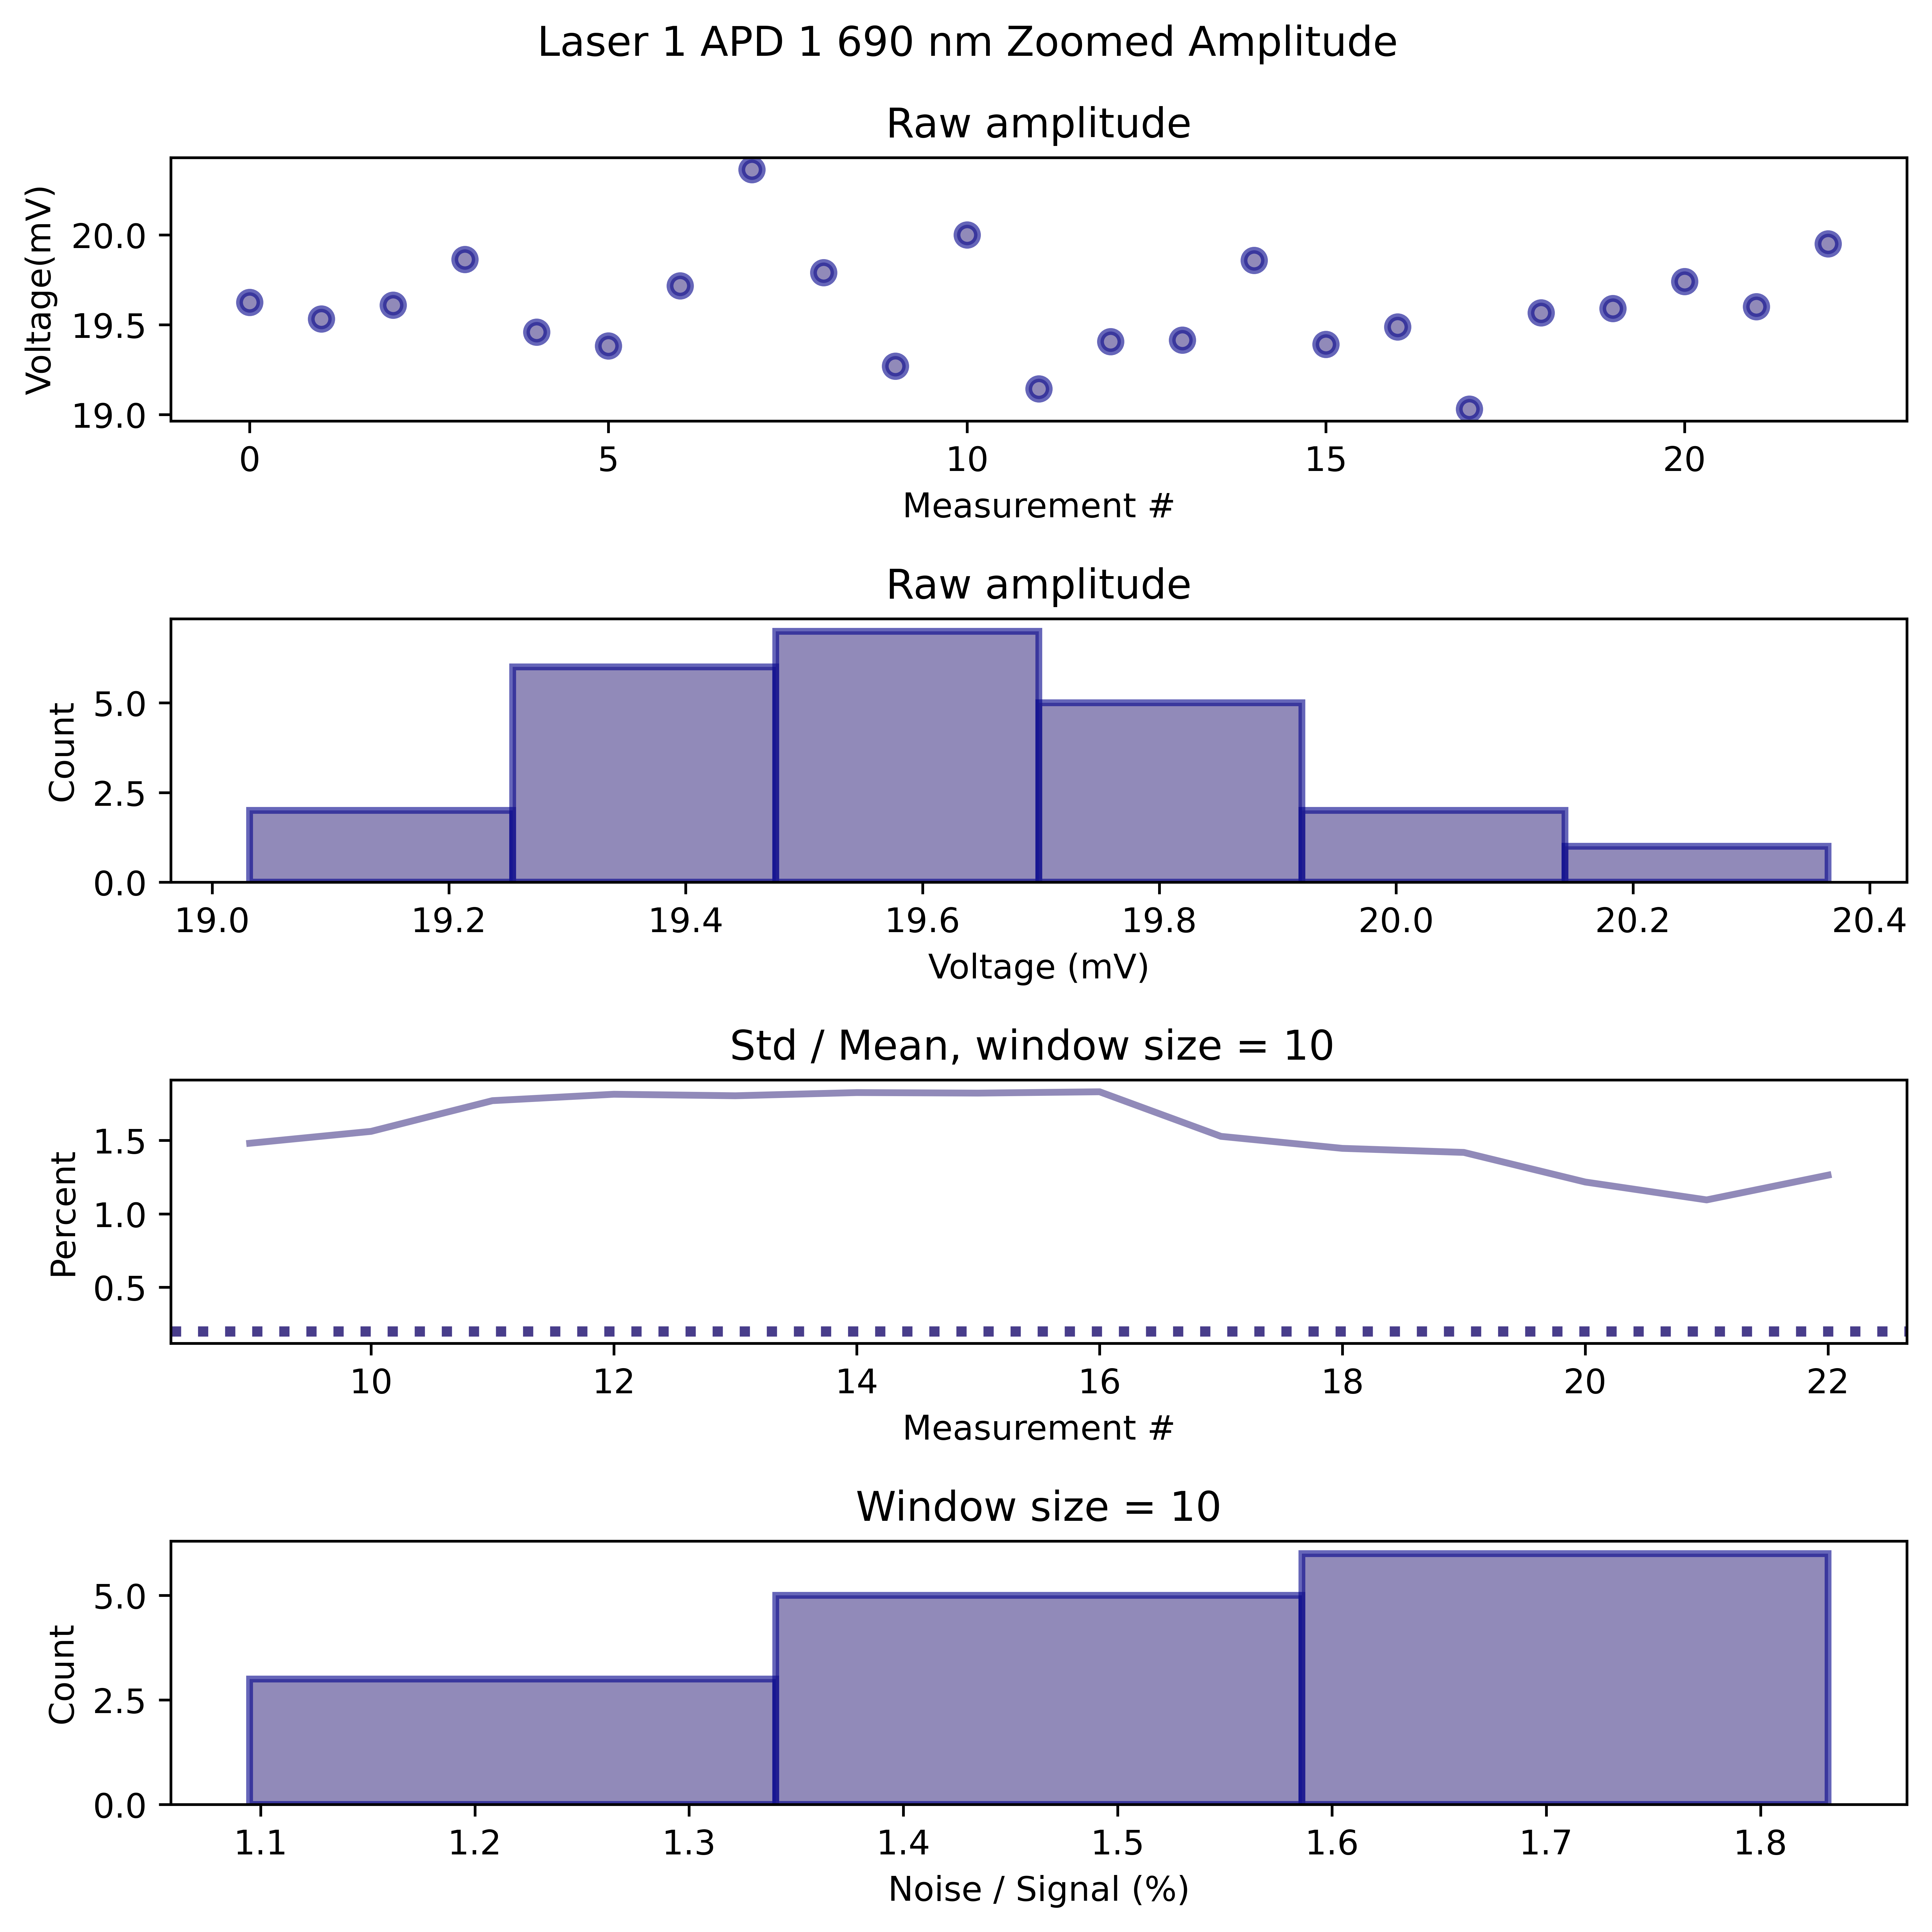 Laser 1 APD 1 690 nm Zoomed Amplitude
Raw amplitude
Voltage(mV)
20.0
19.5
19.0
0 5 10 15 20
Measurement #
Raw amplitude
Count
5.0
2.5
0.0
19.0 19.2 19.4 19.6 19.8 20.0 20.2 20.4
Voltage (mV)
Std / Mean, window size = 10
Percent
1.5
1.0
0.5
10 12 14 16 18 20 22
Measurement #
Window size = 10
Count
5.0
2.5
0.0
1.1 1.2 1.3 1.4 1.5 1.6 1.7 1.8
Noise / Signal (%)